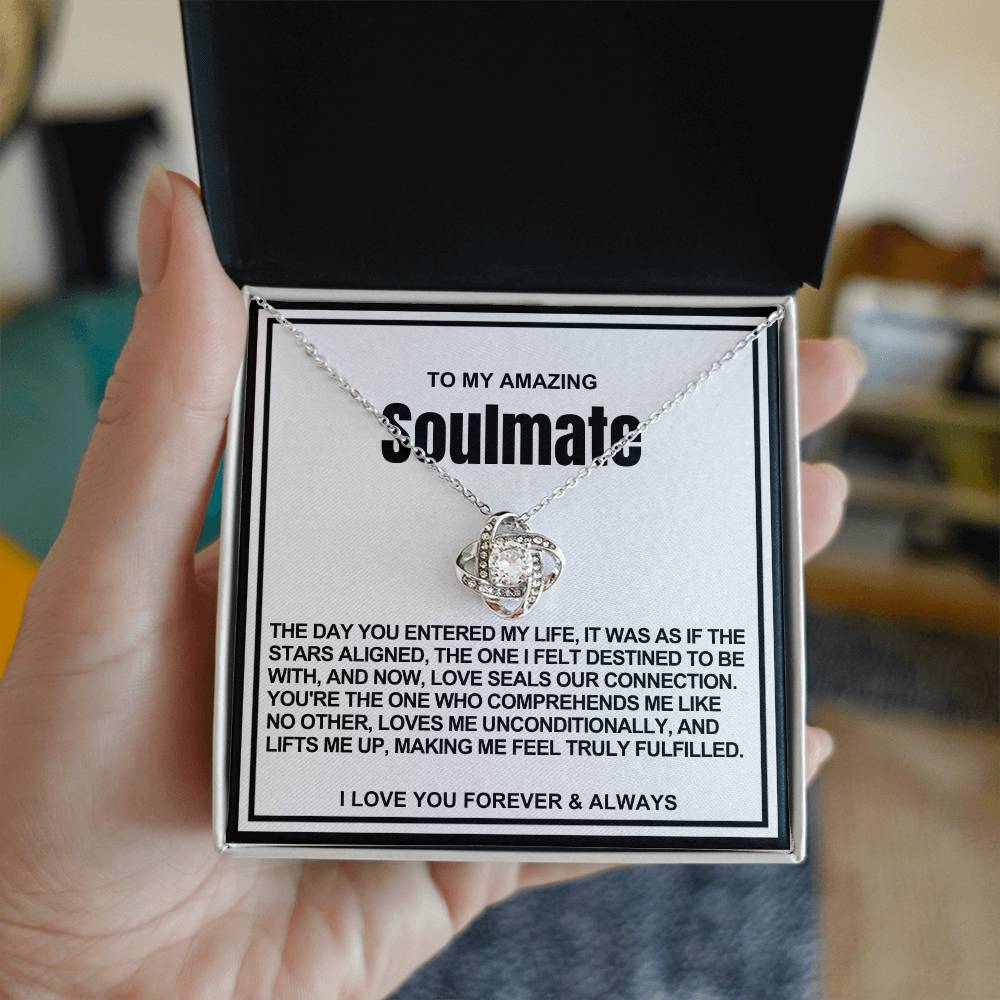 TO MY AMAZING
Soulmate
THE DAY YOU ENTERED MY LIFE, IT WAS AS IF THE
STARS ALIGNED, THE ONE I FELT DESTINED TO BE
WITH, AND NOW, LOVE SEALS OUR CONNECTION.
YOU'RE THE ONE WHO COMPREHENDS ME LIKE
NO OTHER, LOVES ME UNCONDITIONALLY, AND
LIFTS ME UP, MAKING ME FEEL TRULY FULFILLED.
I LOVE YOU FOREVER & ALWAYS